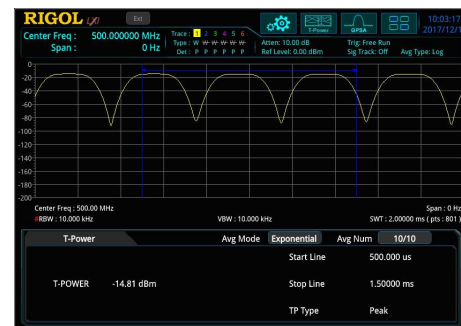 RIGOL LXI Ext 10:03:17
Center Freq : 500.000000 MHz Trace : 1 2 3 4 5 6 T-Power GPSA 2017/12/1
Span : 0 Hz Type : W W W W W W Atten: 10.00 dB Trig: Free Run
Det : P P P P P P Ref Level: 0.00 dBm Sig Track: Off Avg Type: Log
0
-20
-40
-60
-80
-100
-120
-140
-160
-180
-200
Center Freq : 500.00 MHz Span : 0 Hz
#RBW : 10.000 kHz VBW : 10.000 kHz SWT : 2.00000 ms ( pts : 801 )
T-Power Avg Mode Exponential Avg Num 10/10
Start Line 500.000 us
T-POWER -14.81 dBm Stop Line 1.50000 ms
TP Type Peak